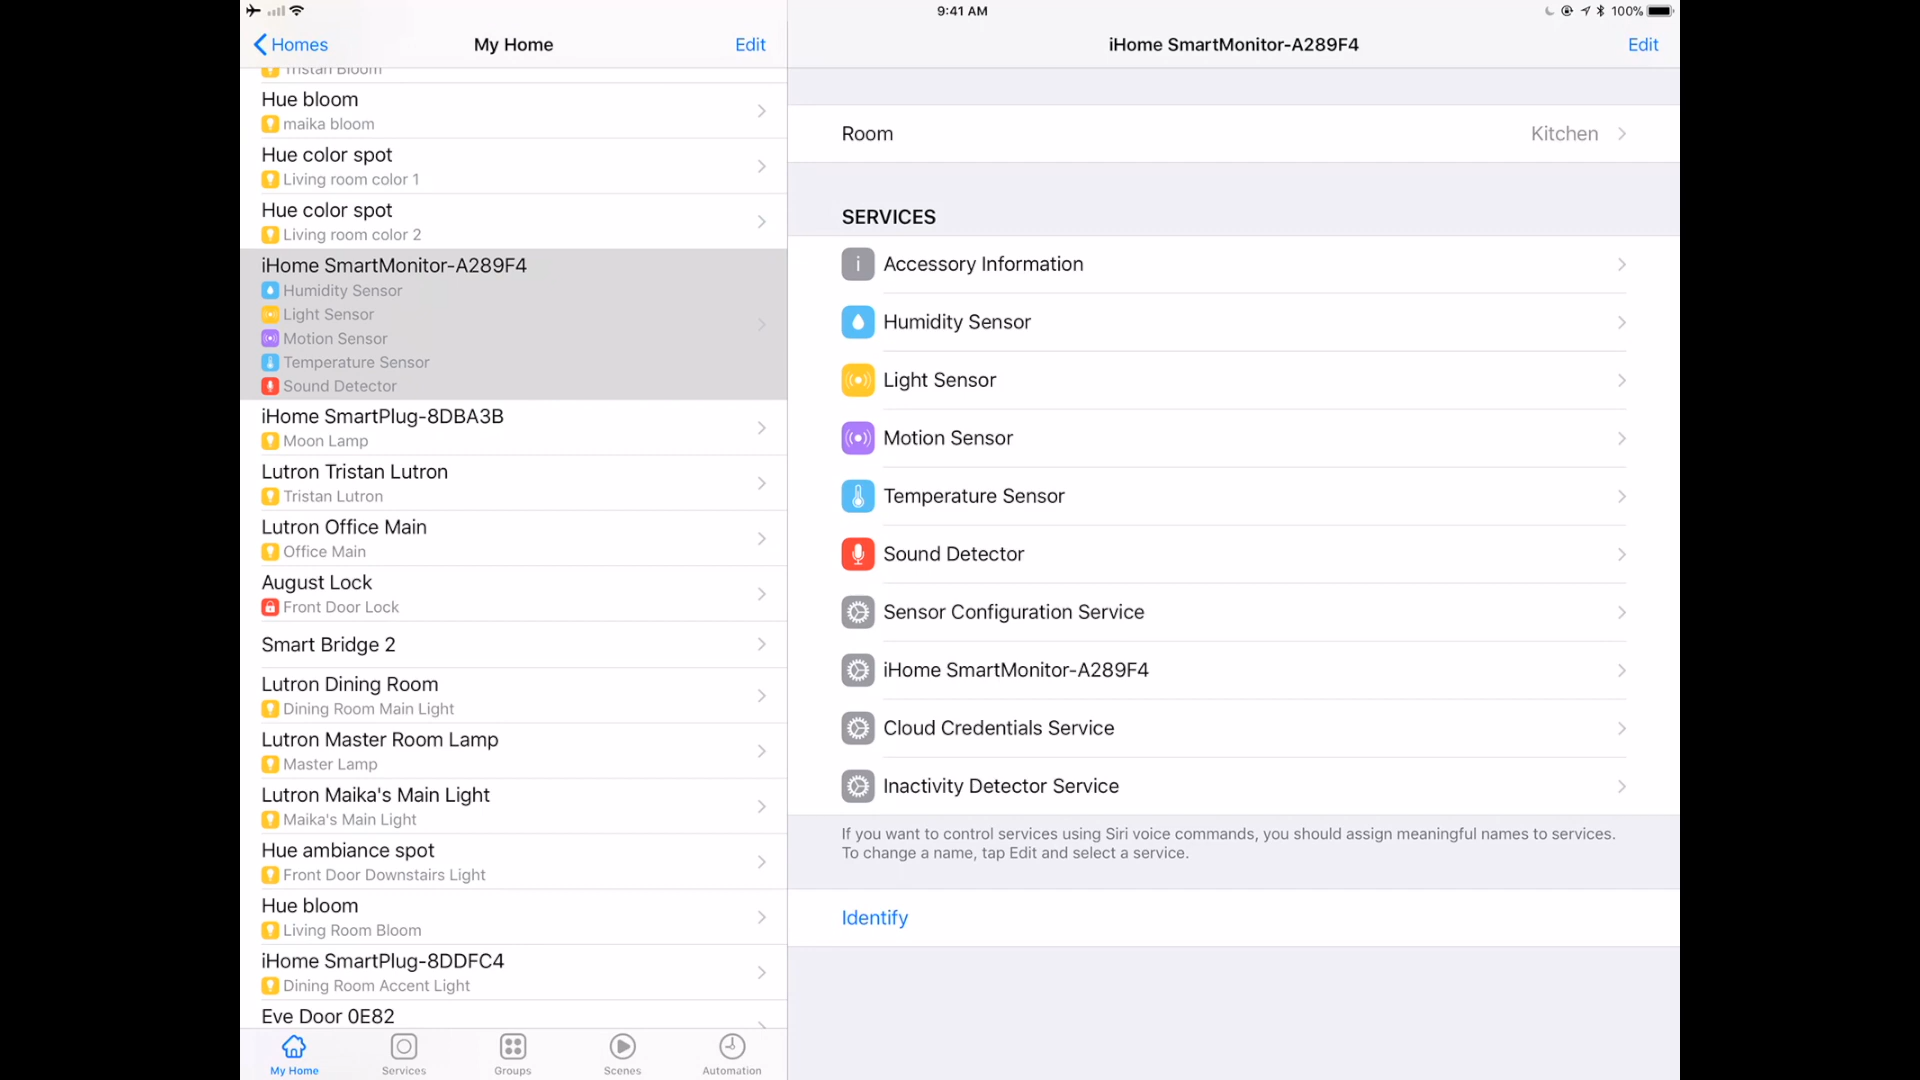 9:41 AM
100%
Homes
My Home
Edit
Tristan Bloom
Hue bloom
maika bloom
Hue color spot
Living room color 1
Hue color spot
Living room color 2
iHome SmartMonitor-A289F4
Humidity Sensor
Light Sensor
Motion Sensor
Temperature Sensor
Sound Detector
iHome SmartPlug-8DBA3B
Moon Lamp
Lutron Tristan Lutron
Tristan Lutron
Lutron Office Main
Office Main
August Lock
Front Door Lock
Smart Bridge 2
Lutron Dining Room
Dining Room Main Light
Lutron Master Room Lamp
Master Lamp
Lutron Maika's Main Light
Maika's Main Light
Hue ambiance spot
Front Door Downstairs Light
Hue bloom
Living Room Bloom
iHome SmartPlug-8DDFC4
Dining Room Accent Light
Eve Door 0E82
My Home
Services
Groups
Scenes
Automation
iHome SmartMonitor-A289F4
Edit
Room
Kitchen
SERVICES
Accessory Information
Humidity Sensor
Light Sensor
Motion Sensor
Temperature Sensor
Sound Detector
Sensor Configuration Service
iHome SmartMonitor-A289F4
Cloud Credentials Service
Inactivity Detector Service
If you want to control services using Siri voice commands, you should assign meaningful names to services.
To change a name, tap Edit and select a service.
Identify